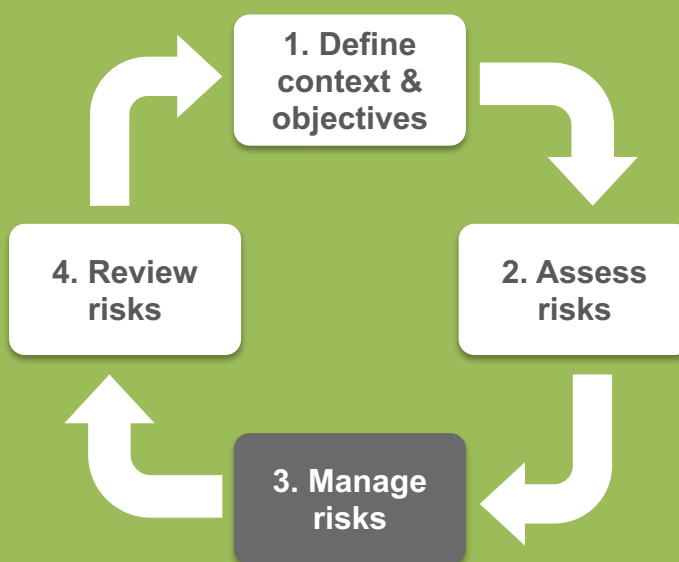 1. Define
context &
objectives
2. Assess
risks
3. Manage
risks
4. Review
risks